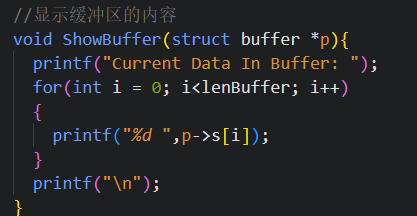 //显示缓冲区的内容
void ShowBuffer(struct buffer *p){
  printf("Current Data In Buffer: ");
  for(int i = 0; i<lenBuffer; i++)
  {
    printf("%d ",p->s[i]);
  }
  printf("\n");
}